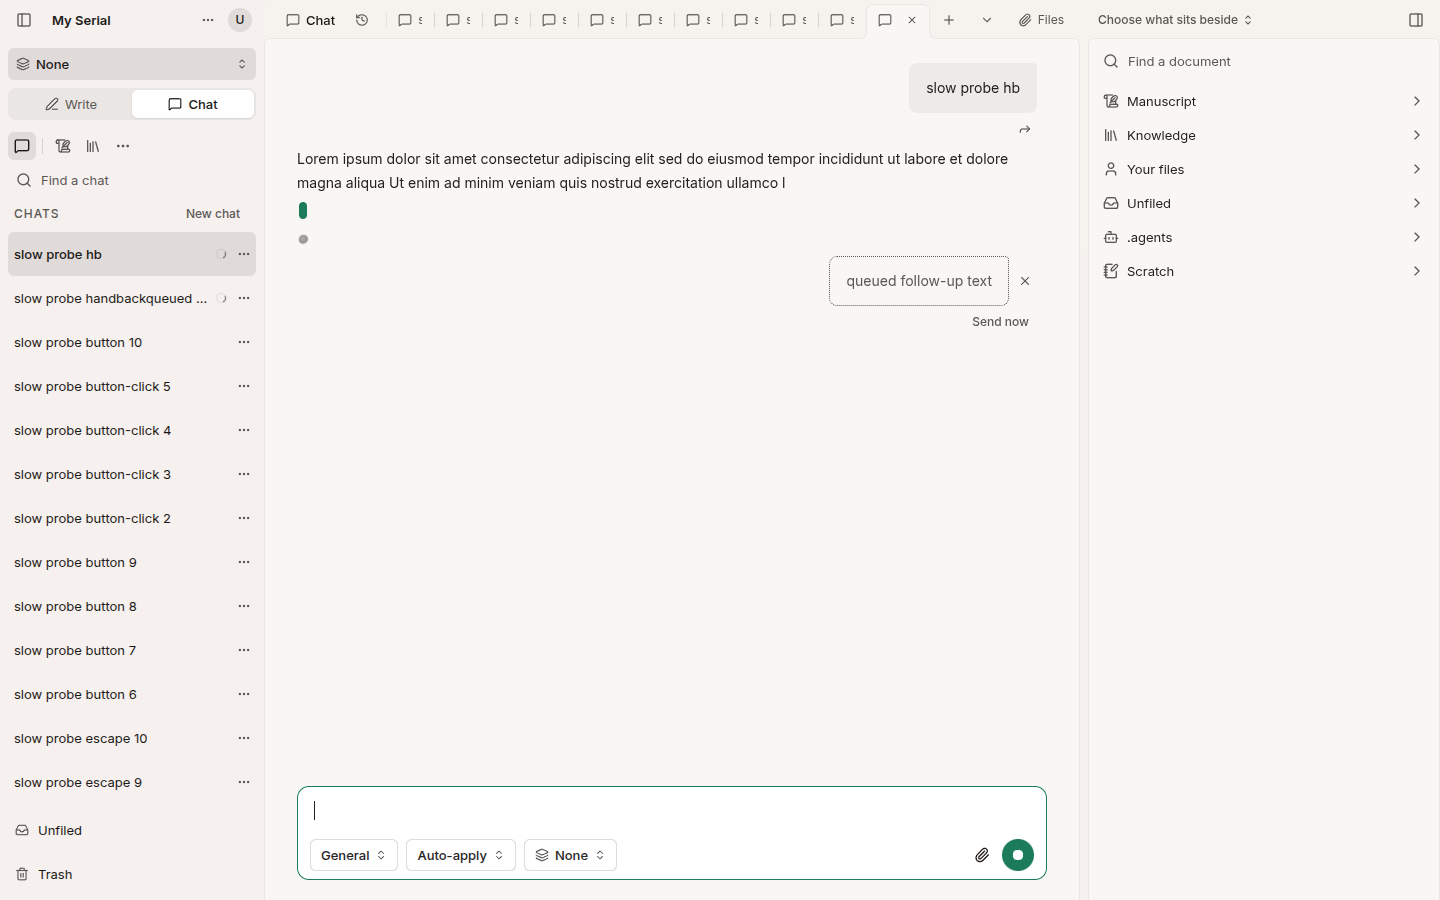 My Serial
U
None
Write
Chat
Find a chat
CHATS
New chat
slow probe hb
slow probe handbackqueued ...
slow probe button 10
slow probe button-click 5
slow probe button-click 4
slow probe button-click 3
slow probe button-click 2
slow probe button 9
slow probe button 8
slow probe button 7
slow probe button 6
slow probe escape 10
slow probe escape 9
Unfiled
Trash
Chat
Files
slow probe hb
Lorem ipsum dolor sit amet consectetur adipiscing elit sed do eiusmod tempor incididunt ut labore et dolore
magna aliqua Ut enim ad minim veniam quis nostrud exercitation ullamco l
queued follow-up text
Send now
General
Auto-apply
None
Choose what sits beside
Find a document
Manuscript
Knowledge
Your files
Unfiled
.agents
Scratch